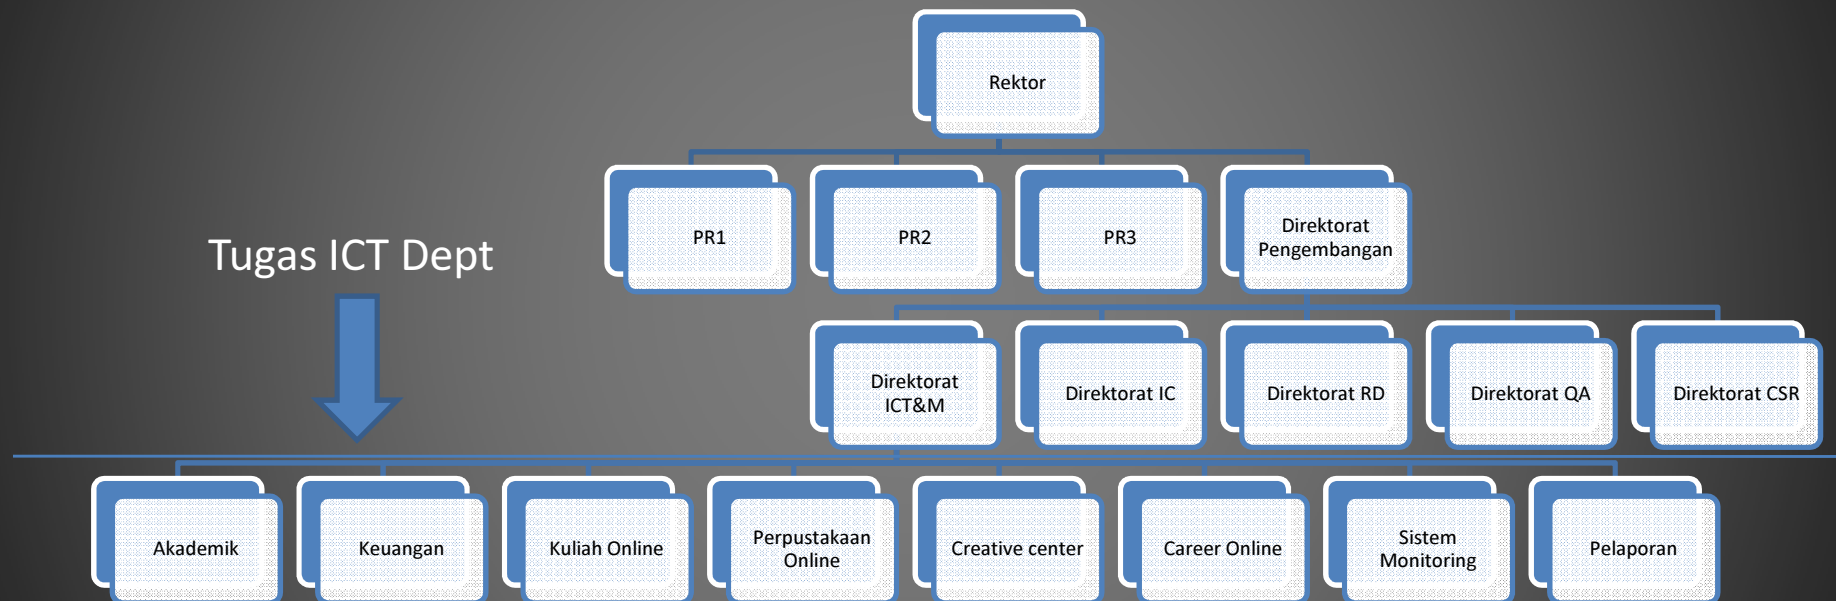 Rektor
PR1
PR2
PR3
Direktorat
Pengembangan
Tugas ICT Dept
Direktorat
ICT&M
Direktorat IC
Direktorat RD
Direktorat QA
Direktorat CSR
Akademik
Keuangan
Kuliah Online
Perpustakaan
Online
Creative center
Career Online
Sistem
Monitoring
Pelaporan